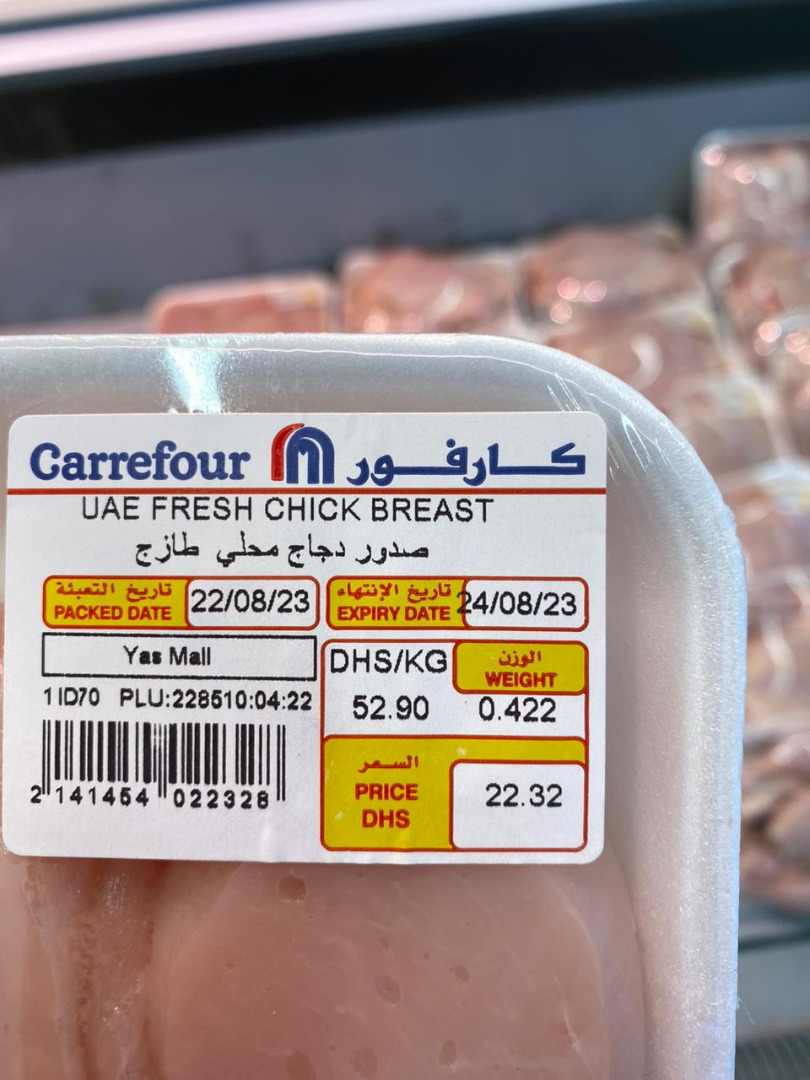 Carrefour كارفور
UAE FRESH CHICK BREAST
صدور دجاج محلي طازج
تاريخ التعبئة
PACKED DATE 22/08/23
تاريخ الإنتهاء
EXPIRY DATE 24/08/23
Yas Mall
1ID70 PLU:228510:04:22
2 141454 022328
DHS/KG
52.90
الوزن
WEIGHT
0.422
السعر
PRICE
DHS
22.32